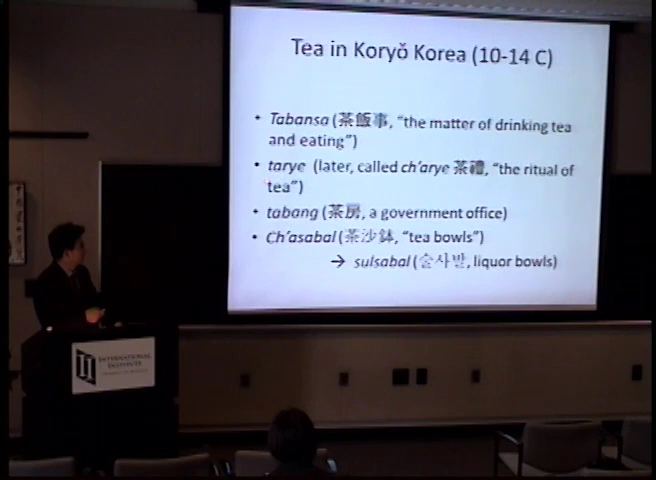 Tea in Koryŏ Korea (10-14 C)
• Tabansa (茶飯事, “the matter of drinking tea
and eating”)
• tarye (later, called ch’arye 茶禮, “the ritual of
tea”)
• tabang (茶房, a government office)
• Ch’asabal (茶沙鉢, “tea bowls”)
→ sulsabal (술사발, liquor bowls)
INTERNATIONAL
INSTITUTE